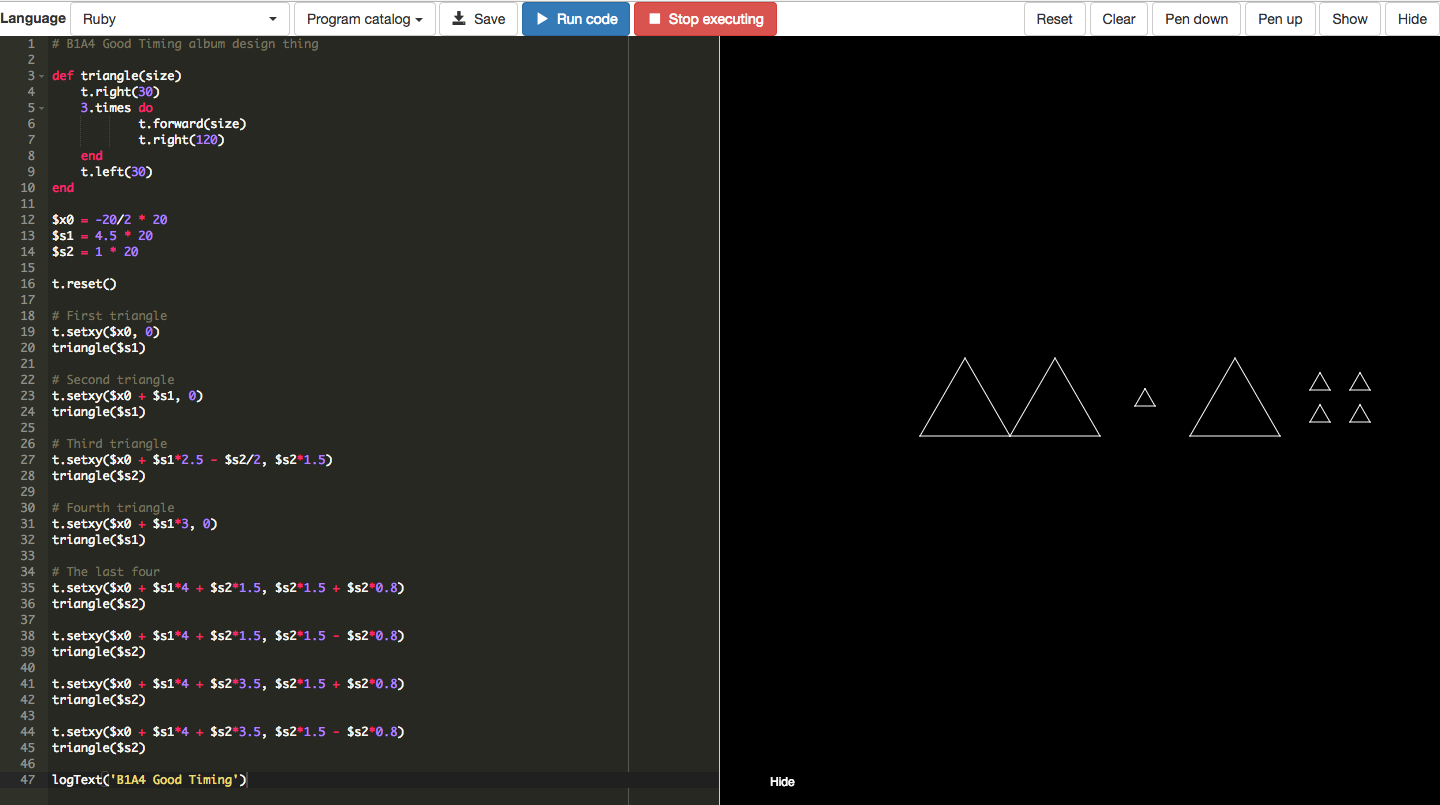 Language Ruby Program catalog Save Run code Stop executing Reset Clear Pen down Pen up Show Hide
1 # B1A4 Good Timing album design thing
2
3 def triangle(size)
4 t.right(30)
5 3.times do
6 t.forward(size)
7 t.right(120)
8 end
9 t.left(30)
10 end
11
12 $x0 = -20/2 * 20
13 $s1 = 4.5 * 20
14 $s2 = 1 * 20
15
16 t.reset()
17
18 # First triangle
19 t.setxy($x0, 0)
20 triangle($s1)
21
22 # Second triangle
23 t.setxy($x0 + $s1, 0)
24 triangle($s1)
25
26 # Third triangle
27 t.setxy($x0 + $s1*2.5 - $s2/2, $s2*1.5)
28 triangle($s2)
29
30 # Fourth triangle
31 t.setxy($x0 + $s1*3, 0)
32 triangle($s1)
33
34 # The last four
35 t.setxy($x0 + $s1*4 + $s2*1.5, $s2*1.5 + $s2*0.8)
36 triangle($s2)
37
38 t.setxy($x0 + $s1*4 + $s2*1.5, $s2*1.5 - $s2*0.8)
39 triangle($s2)
40
41 t.setxy($x0 + $s1*4 + $s2*3.5, $s2*1.5 + $s2*0.8)
42 triangle($s2)
43
44 t.setxy($x0 + $s1*4 + $s2*3.5, $s2*1.5 - $s2*0.8)
45 triangle($s2)
46
47 logText('B1A4 Good Timing')
Hide